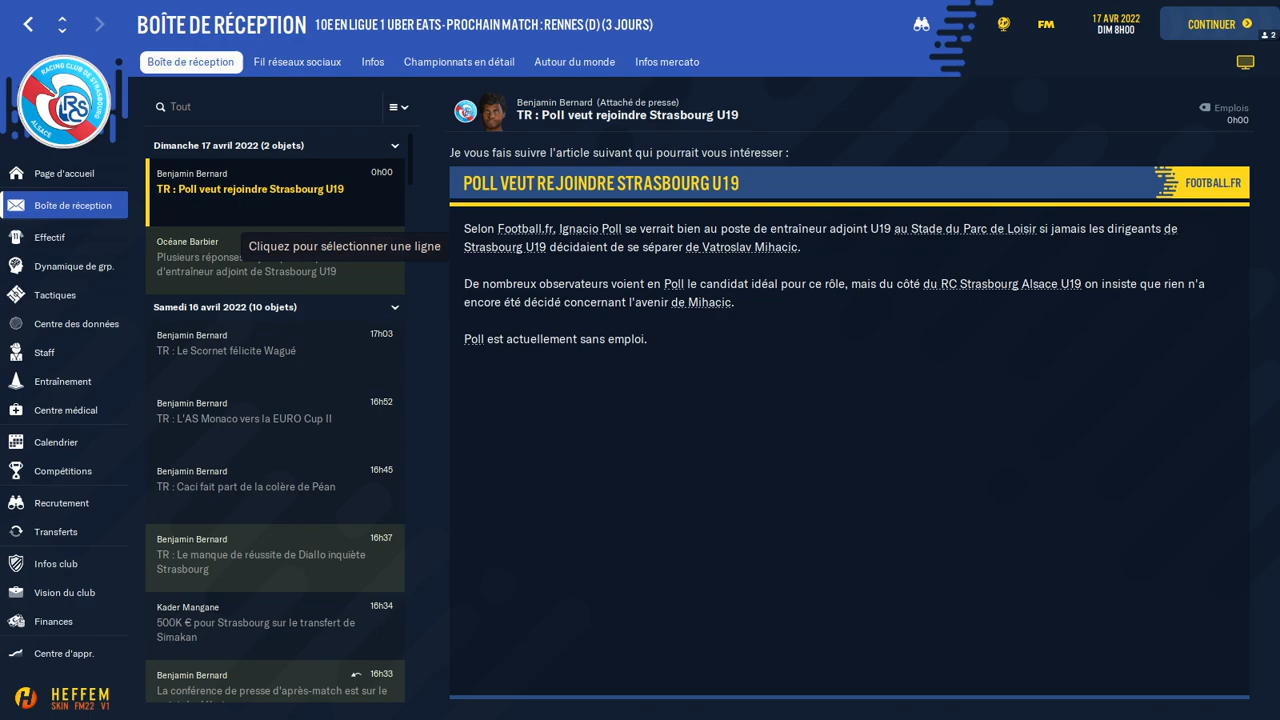 BOÎTE DE RÉCEPTION
10E EN LIGUE 1 UBER EATS - PROCHAIN MATCH : RENNES (D) (3 JOURS)
FM
17 AVR 2022
DIM 8H00
CONTINUER
2
Boîte de réception
Fil réseaux sociaux
Infos
Championnats en détail
Autour du monde
Infos mercato
RACING CLUB DE STRASBOURG
RCS
ALSACE
Page d'accueil
Boîte de réception
Effectif
Dynamique de grp.
Tactiques
Centre des données
Staff
Entraînement
Centre médical
Calendrier
Compétitions
Recrutement
Transferts
Infos club
Vision du club
Finances
Centre d'appr.
HEFFEM
SKIN FM22 V1
Tout
Dimanche 17 avril 2022 (2 objets)
Benjamin Bernard
0h00
TR : Poll veut rejoindre Strasbourg U19
Océane Barbier
Plusieurs réponses
d'entraîneur adjoint de Strasbourg U19
Cliquez pour sélectionner une ligne
Samedi 16 avril 2022 (10 objets)
Benjamin Bernard
17h03
TR : Le Scornet félicite Wagué
Benjamin Bernard
16h52
TR : L'AS Monaco vers la EURO Cup II
Benjamin Bernard
16h45
TR : Caci fait part de la colère de Péan
Benjamin Bernard
16h37
TR : Le manque de réussite de Diallo inquiète
Strasbourg
Kader Mangane
16h34
500K € pour Strasbourg sur le transfert de
Simakan
Benjamin Bernard
16h33
La conférence de presse d'après-match est sur le
Benjamin Bernard (Attaché de presse)
TR : Poll veut rejoindre Strasbourg U19
Emplois
0h00
Je vous fais suivre l'article suivant qui pourrait vous intéresser :
POLL VEUT REJOINDRE STRASBOURG U19
FOOTBALL.FR
Selon Football.fr, Ignacio Poll se verrait bien au poste de entraîneur adjoint U19 au Stade du Parc de Loisir si jamais les dirigeants de
Strasbourg U19 décidaient de se séparer de Vatroslav Mihacic.
De nombreux observateurs voient en Poll le candidat idéal pour ce rôle, mais du côté du RC Strasbourg Alsace U19 on insiste que rien n'a
encore été décidé concernant l'avenir de Mihacic.
Poll est actuellement sans emploi.